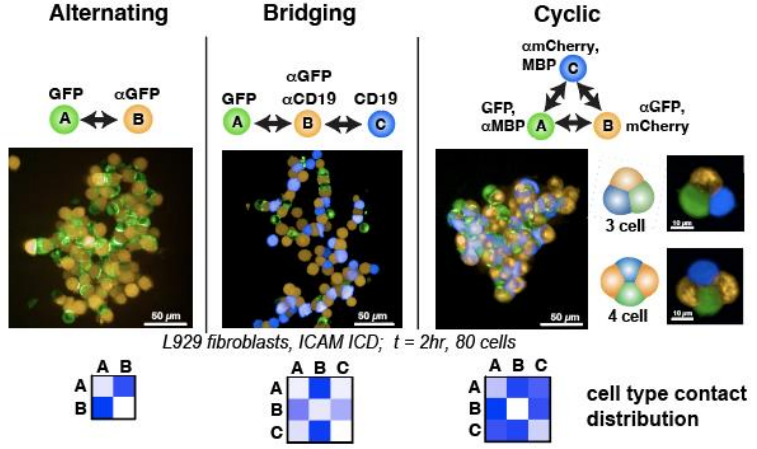 Alternating
Bridging
Cyclic
GFP
αGFP
A
B
αGFP
GFP
αCD19
CD19
A
B
C
αmCherry,
MBP
C
GFP,
αMBP
A
B
αGFP,
mCherry
50 µm
50 µm
50 µm
3 cell
10 µm
4 cell
10 µm
L929 fibroblasts, ICAM ICD; t = 2hr, 80 cells
A B
A
B
A B C
A
B
C
A B C
A
B
C
cell type contact
distribution